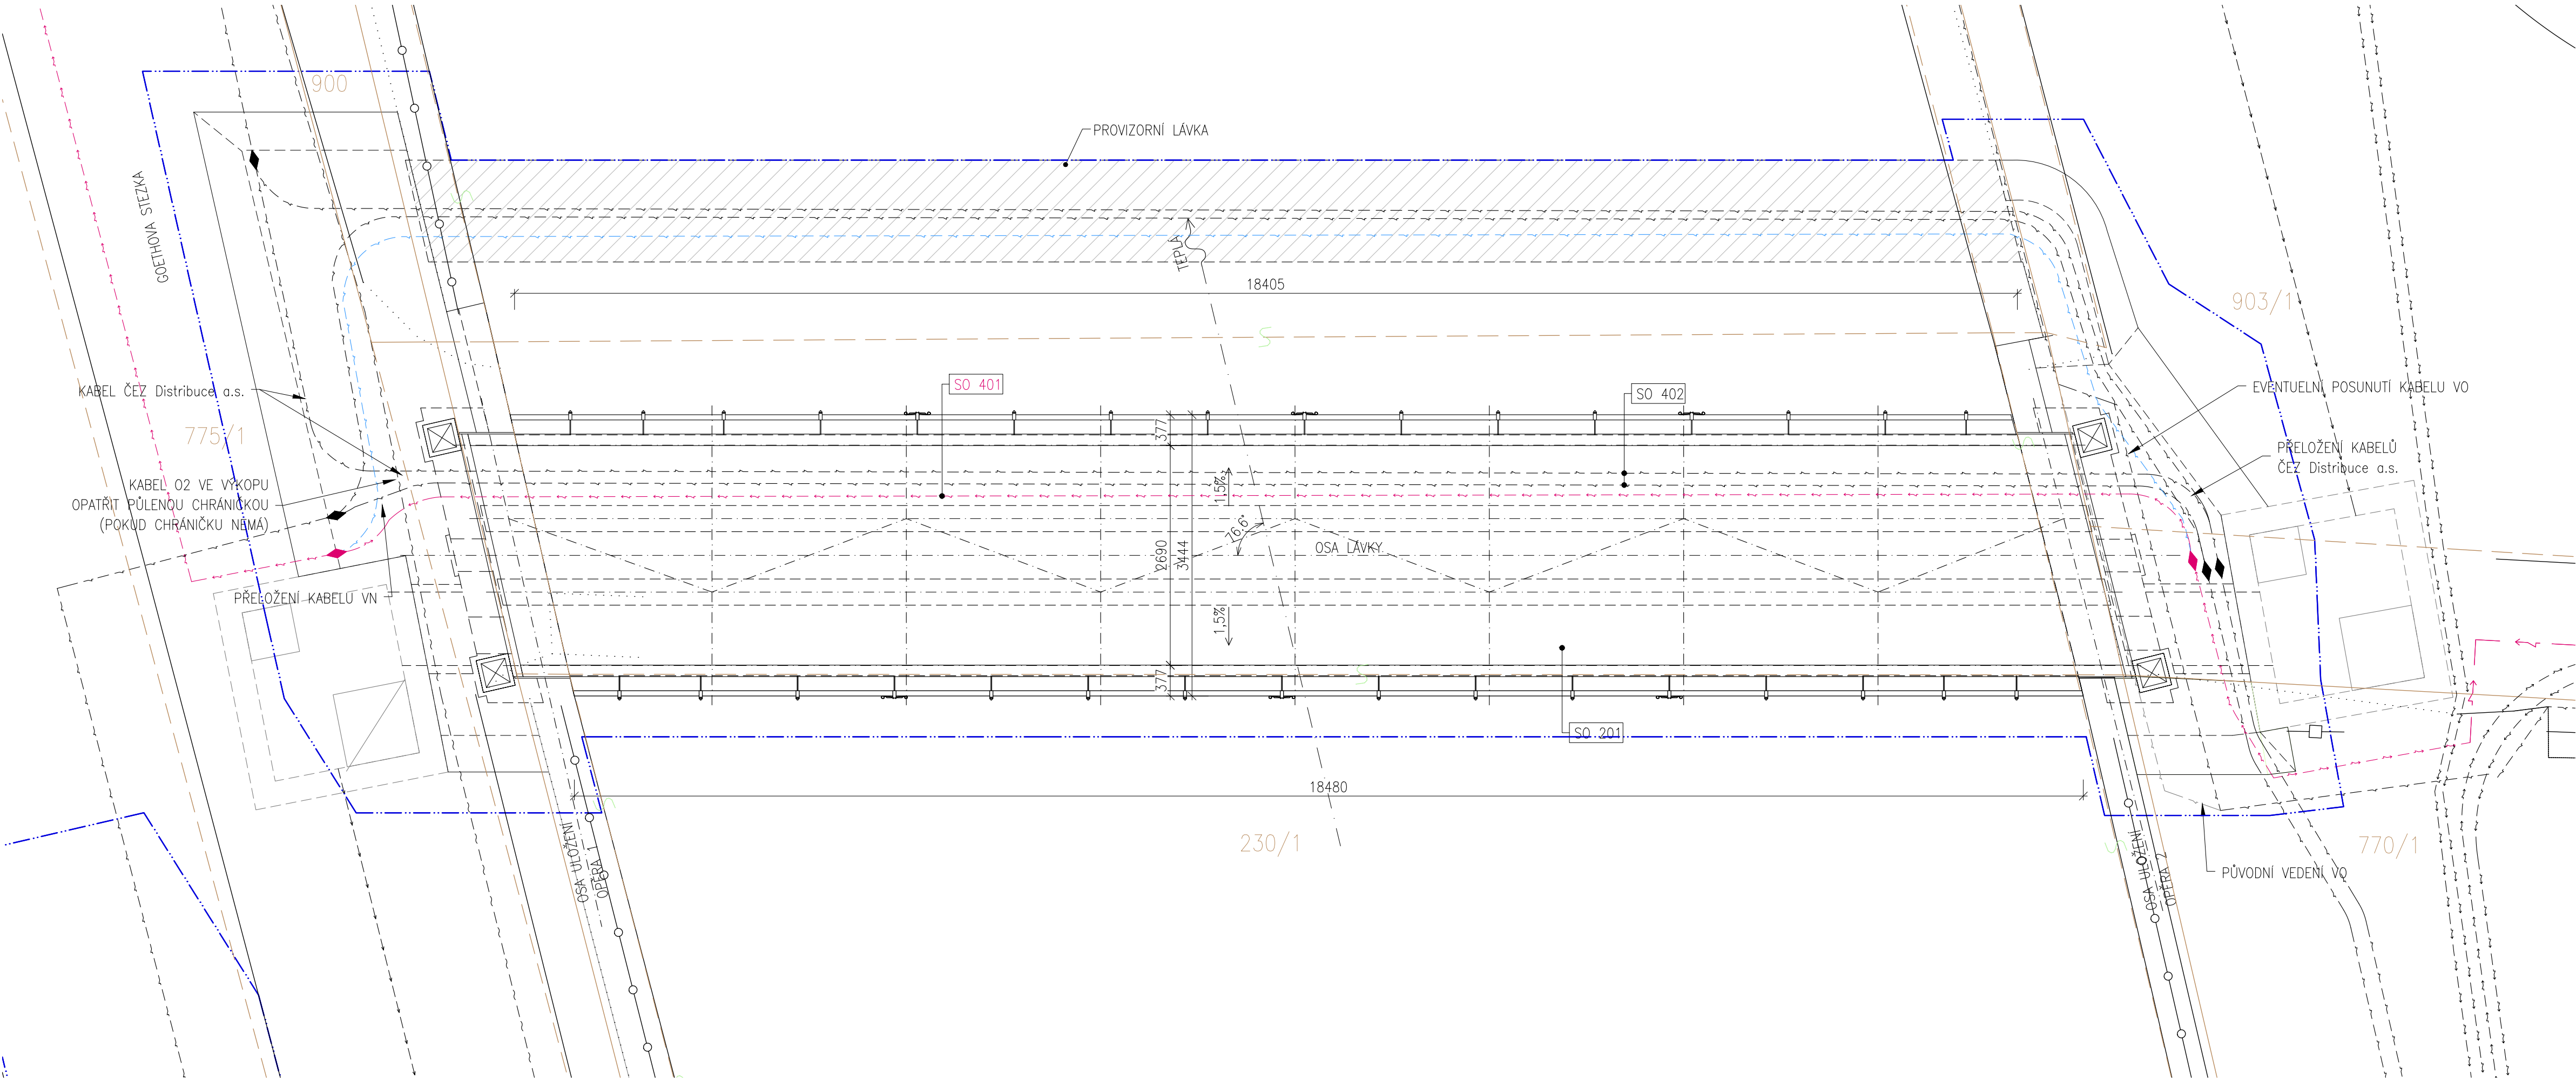 900
PROVIZORNÍ LÁVKA
GOETHOVA STEZKA
TEPLÁ
18405
903/1
KABEL ČEZ Distribuce a.s.
SO 401
SO 402
EVENTUELNÍ POSUNUTÍ KABELU VO
775/1
377
PŘELOŽENÍ KABELŮ
ČEZ Distribuce a.s.
KABEL O2 VE VÝKOPU
OPATŘIT PŮLENOU CHRÁNIČKOU
(POKUD CHRÁNIČKU NEMÁ)
1,5%
76.6°
2690
3444
OSA LÁVKY
PŘELOŽENÍ KABELU VN
1,5%
377
SO 201
18480
230/1
OSA ULOŽENÍ
OPĚRA 1
OSA ULOŽENÍ
OPĚRA 2
770/1
PŮVODNÍ VEDENÍ VO